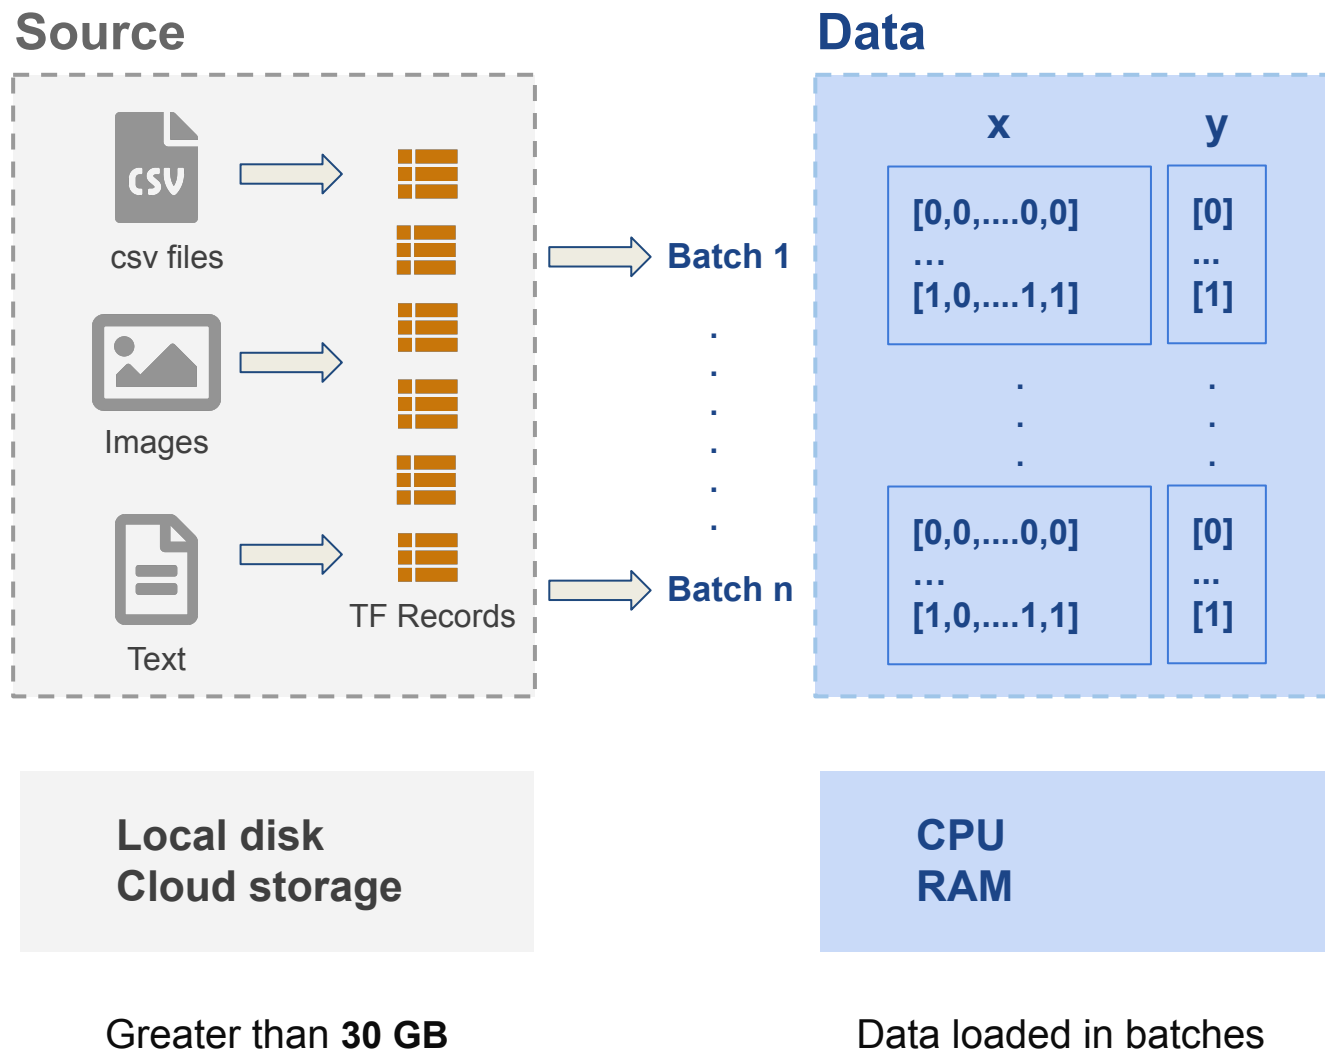 Source
CSV
csv files
Images
Text
TF Records
Batch 1
.
.
.
.
.
.
Batch n
Data
x
y
[0,0,....0,0]
[0]
...
...
[1,0,....1,1]
[1]
. .
. .
. .
[0,0,....0,0]
[0]
...
...
[1,0,....1,1]
[1]
Local disk
Cloud storage
CPU
RAM
Greater than 30 GB
Data loaded in batches